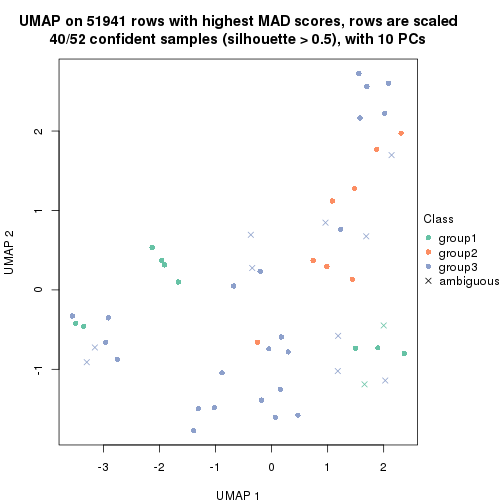 UMAP on 51941 rows with highest MAD scores, rows are scaled
40/52 confident samples (silhouette > 0.5), with 10 PCs
UMAP 2
2
1
0
-1
-3
-2
-1
0
1
2
UMAP 1
Class
group1
group2
group3
ambiguous